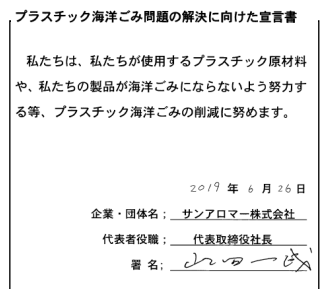 プラスチック海洋ごみ問題の解決に向けた宣言書
私たちは、私たちが使用するプラスチック原材料
や、私たちの製品が海洋ごみにならないよう努力す
る等、プラスチック海洋ごみの削減に努めます。
2019 年 6 月 26 日
企業・団体名； サンアロマー株式会社
代表者役職； 代表取締役社長
署 名； 山田一